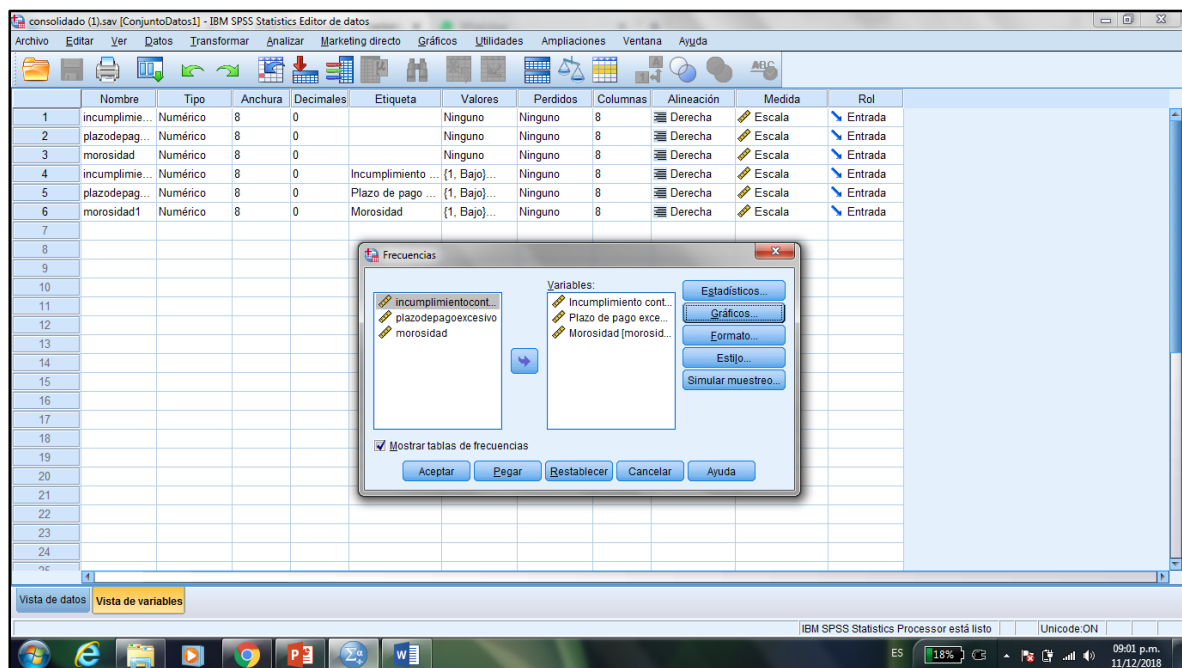 consolidado (1).sav [ConjuntoDatos1] - IBM SPSS Statistics Editor de datos
Archivo Editar Ver Datos Transformar Analizar Marketing directo Gráficos Utilidades Ampliaciones Ventana Ayuda
Nombre Tipo Anchura Decimales Etiqueta Valores Perdidos Columnas Alineación Medida Rol
1 incumplimie... Numérico 8 0 Ninguno Ninguno 8 Derecha Escala Entrada
2 plazodepag... Numérico 8 0 Ninguno Ninguno 8 Derecha Escala Entrada
3 morosidad Numérico 8 0 Ninguno Ninguno 8 Derecha Escala Entrada
4 incumplimie... Numérico 8 0 Incumplimiento ... {1, Bajo}... Ninguno 8 Derecha Escala Entrada
5 plazodepag... Numérico 8 0 Plazo de pago ... {1, Bajo}... Ninguno 8 Derecha Escala Entrada
6 morosidad1 Numérico 8 0 Morosidad {1, Bajo}... Ninguno 8 Derecha Escala Entrada
7
8
9
10
11
12
13
14
15
16
17
18
19
20
21
22
23
24
25
Frecuencias
incumplimientocont...
plazodepagoexcesivo
morosidad
Variables:
Incumplimiento cont...
Plazo de pago exce...
Morosidad [morosid...
Estadísticos...
Gráficos...
Formato...
Estilo...
Simular muestreo...
Mostrar tablas de frecuencias
Aceptar Pegar Restablecer Cancelar Ayuda
Vista de datos Vista de variables
IBM SPSS Statistics Processor está listo Unicode:ON
ES 18% 09:01 p.m.
11/12/2018